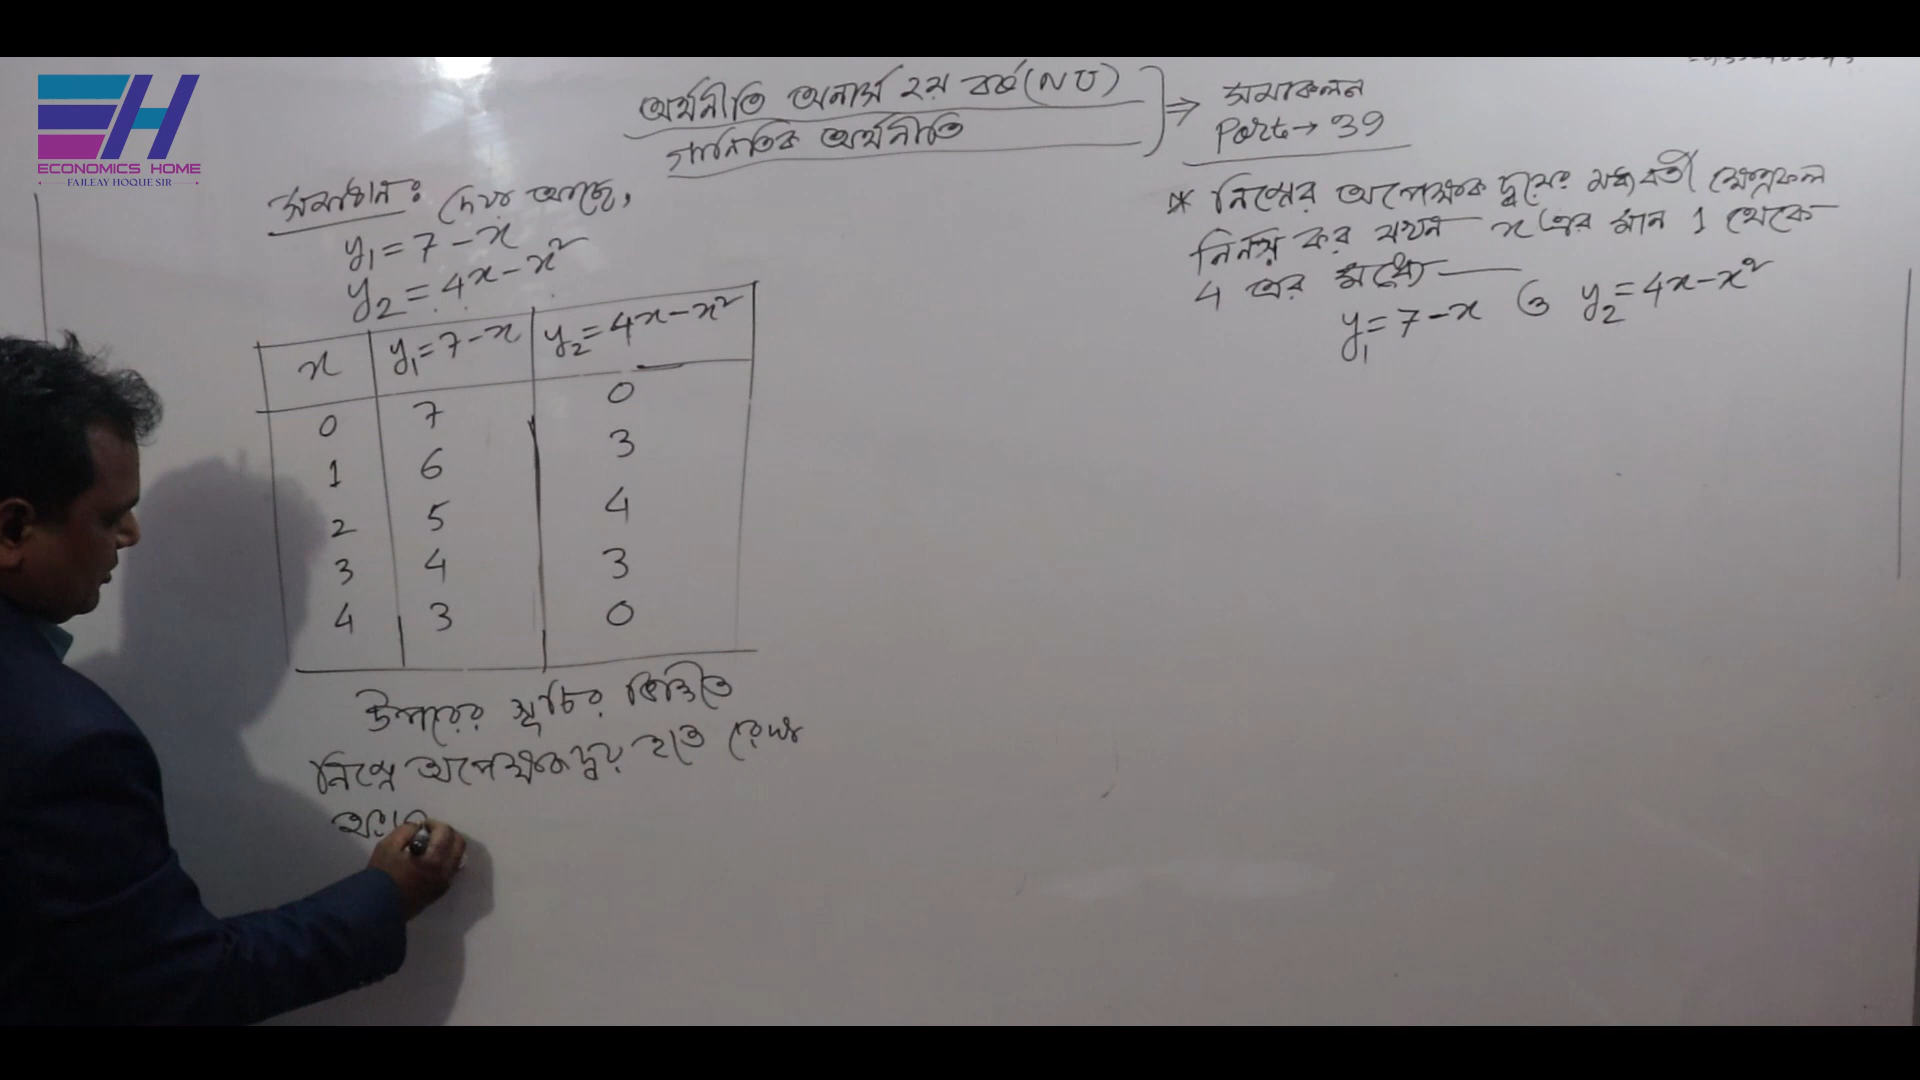 ECONOMICS HOME
FAJLEAY HOQUE SIR
অর্থনীতি অনার্স ২য় বর্ষ (NU)
গাণিতিক অর্থনীতি
সমাকলন
Part → 39
* নিম্নের অপেক্ষক দ্বয়ের মধ্যবর্তী ক্ষেত্রফল
নির্নয় কর যখন x এর মান 1 থেকে
4 এর মধ্যে —
y₁ = 7 - x ও y₂ = 4x - x²
সমাধান: দেয়া আছে,
y₁ = 7 - x
y₂ = 4x - x²
x y₁ = 7 - x y₂ = 4x - x²
0 7 0
1 6 3
2 5 4
3 4 3
4 3 0
উপরের সূচির ভিত্তিতে
নিম্নে অপেক্ষকদ্বয় হতে রেখা